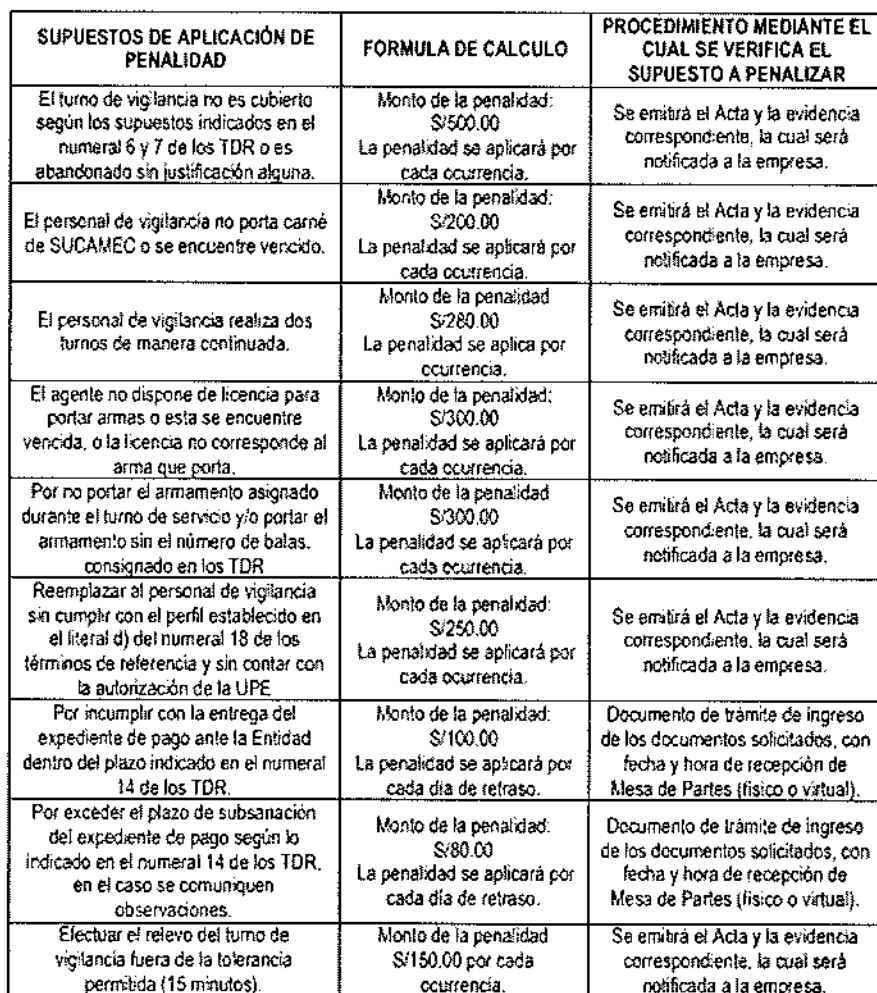 SUPUESTOS DE APLICACIÓN DE
PENALIDAD
FORMULA DE CALCULO
PROCEDIMIENTO MEDIANTE EL
CUAL SE VERIFICA EL
SUPUESTO A PENALIZAR
El turno de vigilancia no es cubierto
según los supuestos indicados en el
numeral 6 y 7 de los TDR o es
abandonado sin justificación alguna.
Monto de la penalidad:
S/500.00
La penalidad se aplicará por
cada ocurrencia.
Se emitirá el Acta y la evidencia
correspondiente, la cual será
notificada a la empresa.
El personal de vigilancia no porta carné
de SUCAMEC o se encuentre vencido.
Monto de la penalidad:
S/200.00
La penalidad se aplicará por
cada ocurrencia.
Se emitirá el Acta y la evidencia
correspondiente, la cual será
notificada a la empresa.
El personal de vigilancia realiza dos
turnos de manera continuada.
Monto de la penalidad
S/280.00
La penalidad se aplica por
ocurrencia.
Se emitirá el Acta y la evidencia
correspondiente, la cual será
notificada a la empresa.
El agente no dispone de licencia para
portar armas o esta se encuentre
vencida, o la licencia no corresponde al
arma que porta.
Monto de la penalidad:
S/300.00
La penalidad se aplicará por
cada ocurrencia.
Se emitirá el Acta y la evidencia
correspondiente, la cual será
notificada a la empresa.
Por no portar el armamento asignado
durante el turno de servicio y/o portar el
armamento sin el número de balas.
consignado en los TDR
Monto de la penalidad
S/300.00
La penalidad se aplicará por
cada ocurrencia.
Se emitirá el Acta y la evidencia
correspondiente, la cual será
notificada a la empresa.
Reemplazar al personal de vigilancia
sin cumplir con el perfil establecido en
el literal d) del numeral 18 de los
términos de referencia y sin contar con
la autorización de la UPE
Monto de la penalidad:
S/250.00
La penalidad se aplicará por
cada ocurrencia.
Se emitirá el Acta y la evidencia
correspondiente, la cual será
notificada a la empresa.
Por incumplir con la entrega del
expediente de pago ante la Entidad
dentro del plazo indicado en el numeral
14 de los TDR.
Monto de la penalidad:
S/100.00
La penalidad se aplicará por
cada día de retraso.
Documento de trámite de ingreso
de los documentos solicitados, con
fecha y hora de recepción de
Mesa de Partes (físico o virtual).
Por exceder el plazo de subsanación
del expediente de pago según lo
indicado en el numeral 14 de los TDR,
en el caso se comuniquen
observaciones.
Monto de la penalidad:
S/80.00
La penalidad se aplicará por
cada día de retraso.
Documento de trámite de ingreso
de los documentos solicitados, con
fecha y hora de recepción de
Mesa de Partes (físico o virtual).
Efectuar el relevo del turno de
vigilancia fuera de la tolerancia
permitida (15 minutos).
Monto de la penalidad
S/150.00 por cada
ocurrencia.
Se emitirá el Acta y la evidencia
correspondiente, la cual será
notificada a la empresa.